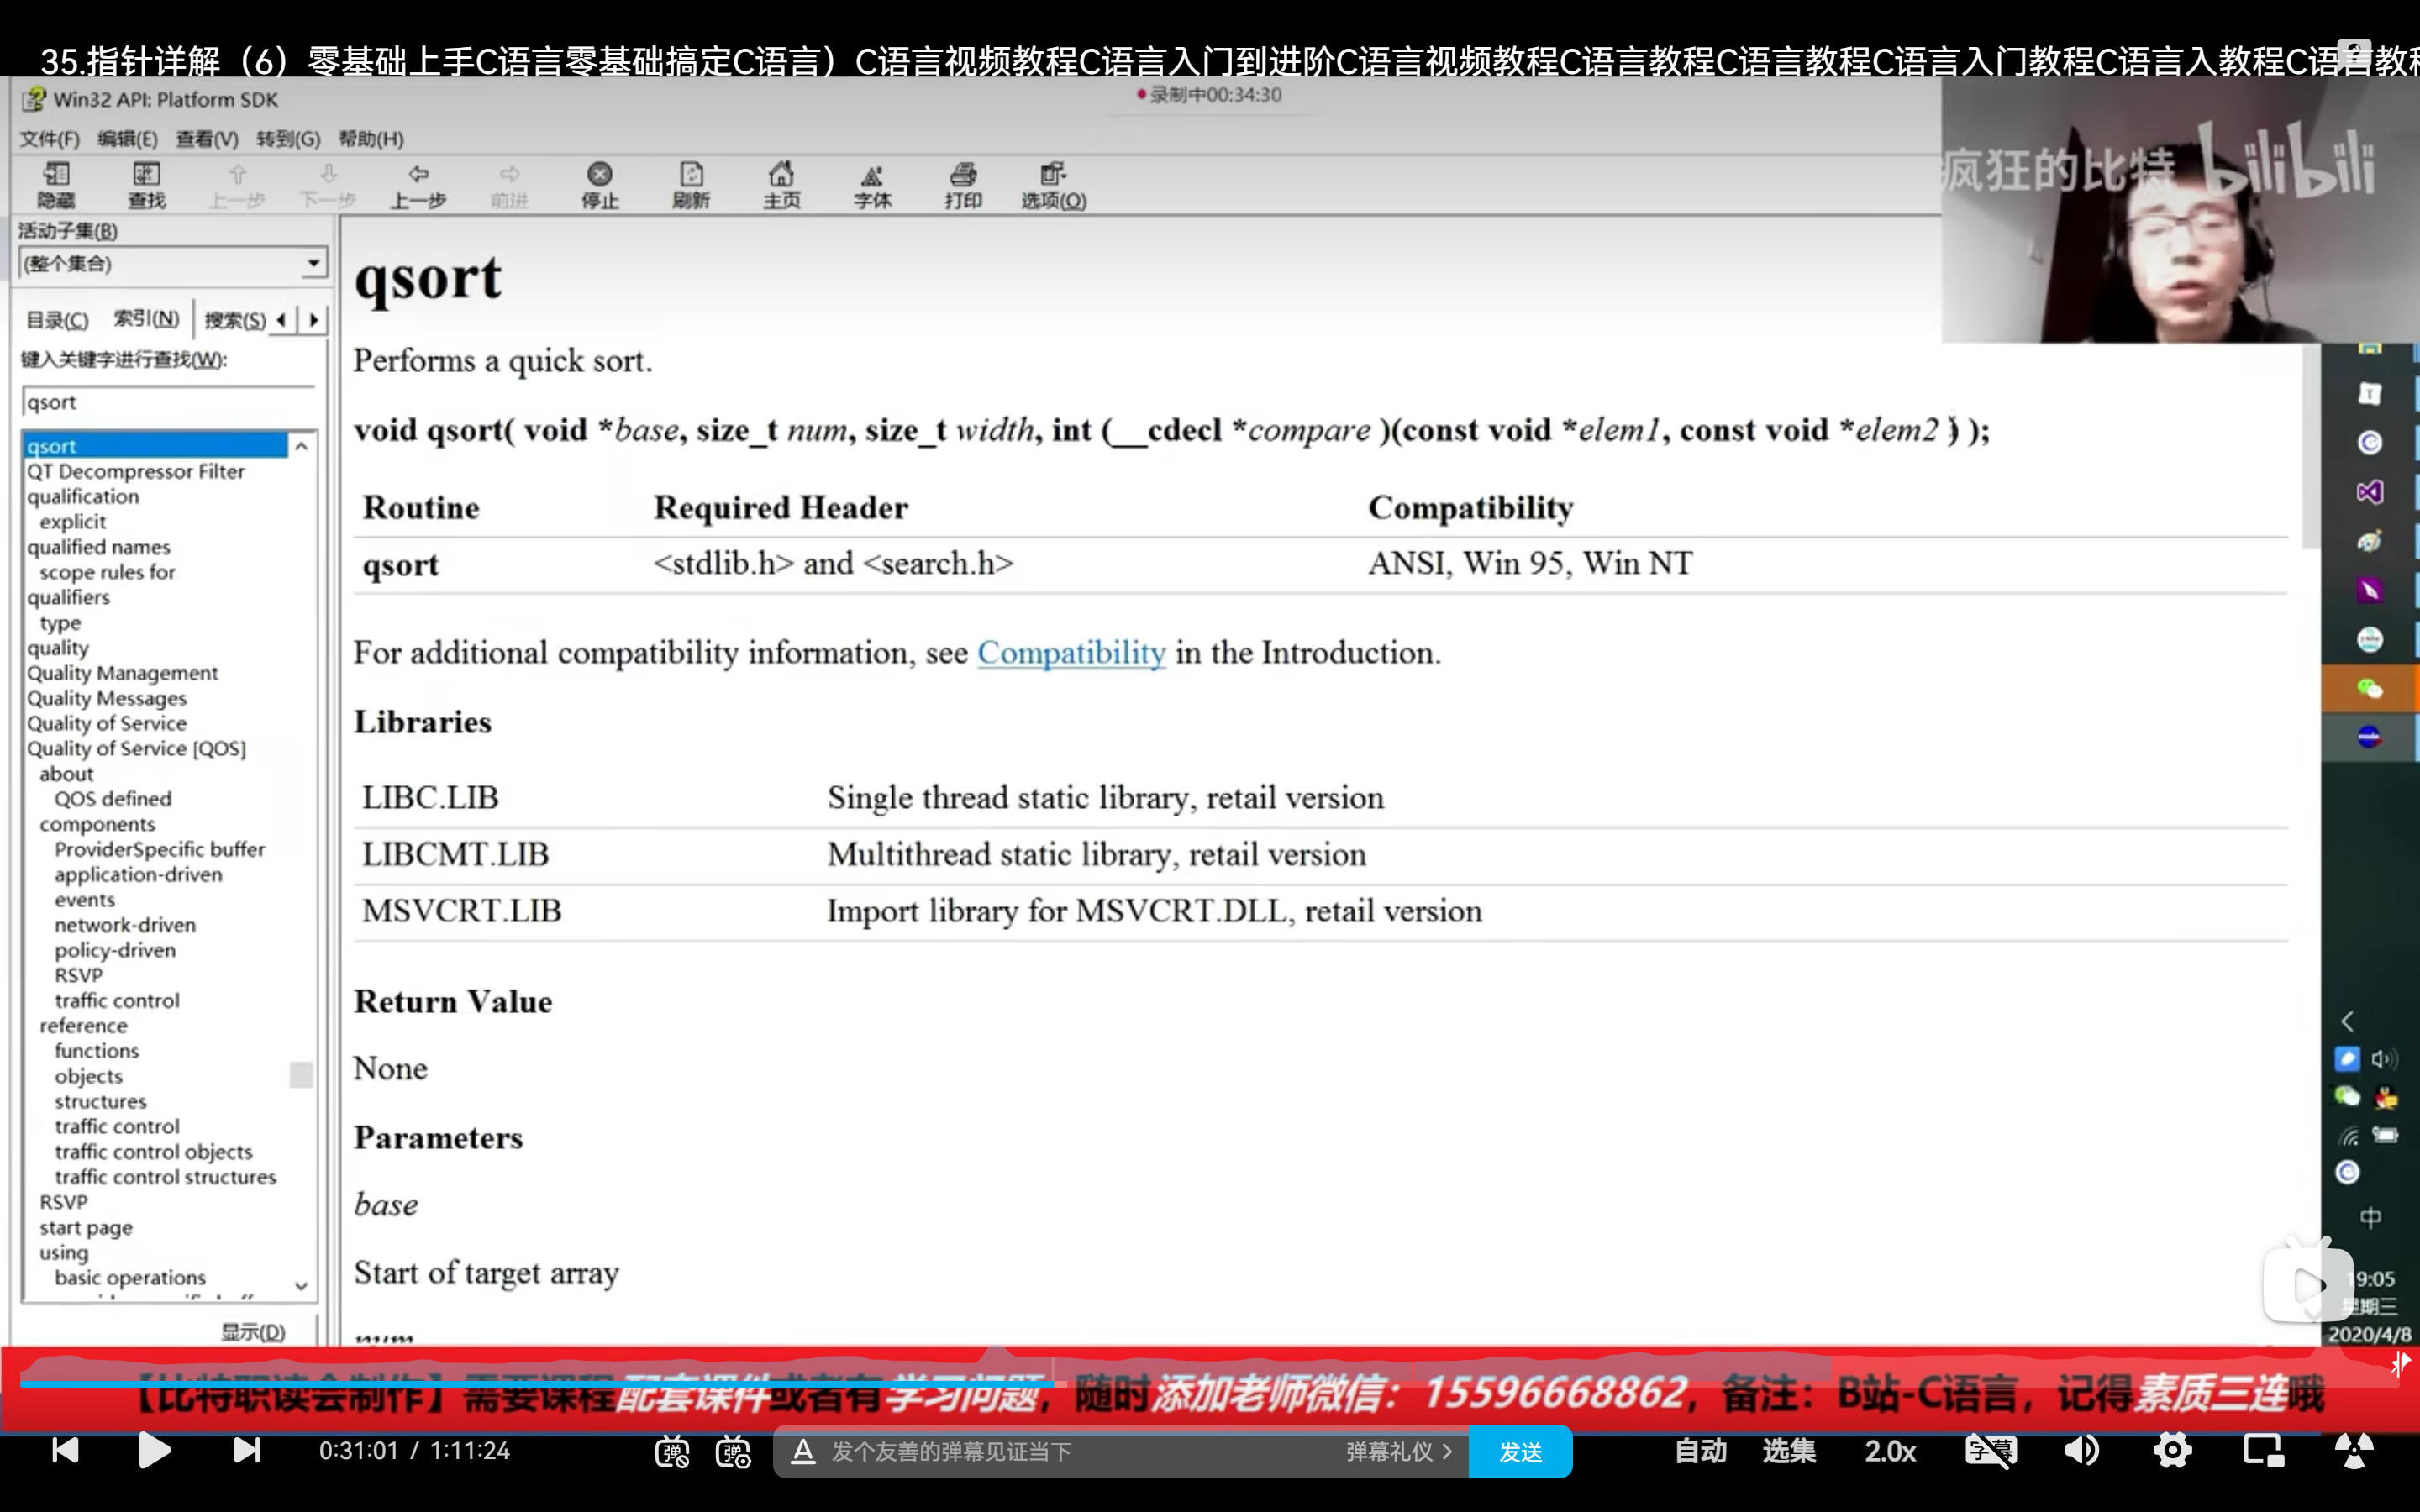 35.指针详解（6）零基础上手C语言零基础搞定C语言）C语言视频教程C语言入门到进阶C语言视频教程C语言教程C语言教程C语言入门教程C语言入教程C语言教程
Win32 API: Platform SDK
录制中00:34:30
疯狂的比特 bilibili
文件(F) 编辑(E) 查看(V) 转到(G) 帮助(H)
隐藏 查找 上一步 下一步 上一步 前进 停止 刷新 主页 字体 打印 选项(O)
活动子集(B)
(整个集合)
目录(C) 索引(N) 搜索(S)
键入关键字进行查找(W):
qsort
qsort
QT Decompressor Filter
qualification
explicit
qualified names
scope rules for
qualifiers
type
quality
Quality Management
Quality Messages
Quality of Service
Quality of Service [QOS]
about
QOS defined
components
ProviderSpecific buffer
application-driven
events
network-driven
policy-driven
RSVP
traffic control
reference
functions
objects
structures
traffic control
traffic control objects
traffic control structures
RSVP
start page
using
basic operations
显示(D)
qsort
Performs a quick sort.
void qsort( void *base, size_t num, size_t width, int (__cdecl *compare )(const void *elem1, const void *elem2 ) );
Routine Required Header Compatibility
qsort <stdlib.h> and <search.h> ANSI, Win 95, Win NT
For additional compatibility information, see Compatibility in the Introduction.
Libraries
LIBC.LIB Single thread static library, retail version
LIBCMT.LIB Multithread static library, retail version
MSVCRT.LIB Import library for MSVCRT.DLL, retail version
Return Value
None
Parameters
base
Start of target array
num
中
19:05
星期三
2020/4/8
【比特职读会制作】需要课程配套课件或者有学习问题，随时添加老师微信：15596668862，备注：B站-C语言，记得素质三连哦
0:31:01 / 1:11:24
弹 弹 A 发个友善的弹幕见证当下 弹幕礼仪 > 发送
自动 选集 2.0x 字幕